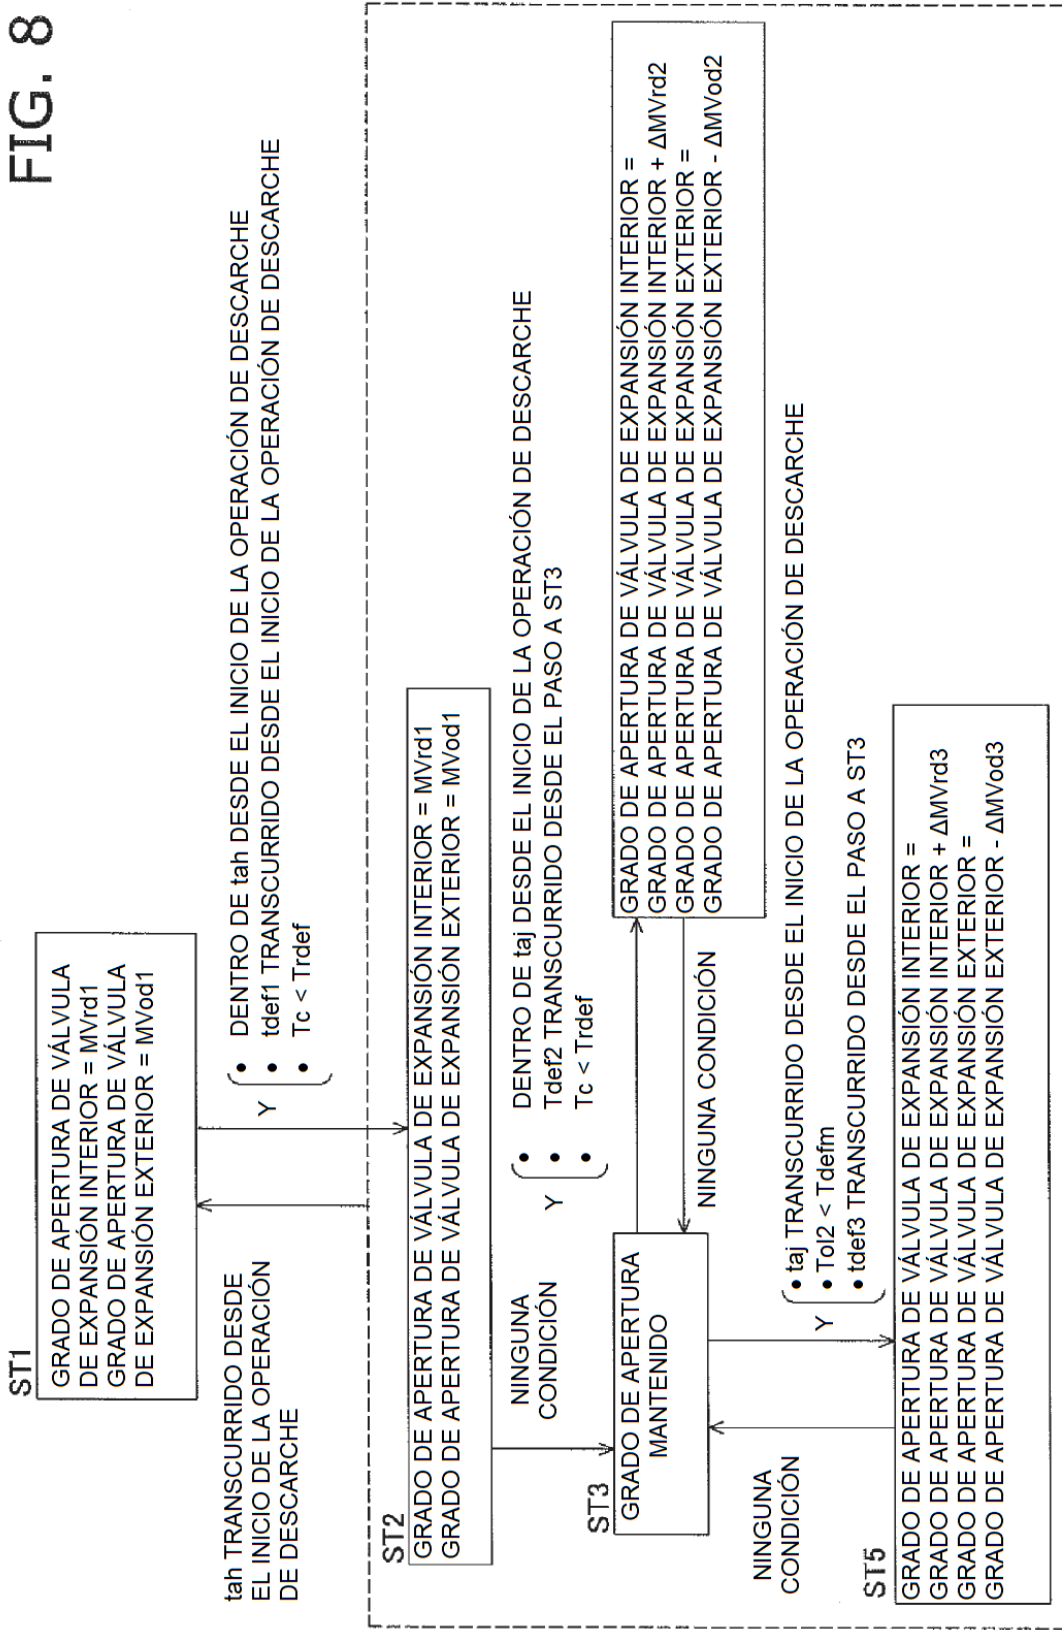 FIG. 8
ST1
GRADO DE APERTURA DE VÁLVULA
DE EXPANSIÓN INTERIOR = MVrd1
GRADO DE APERTURA DE VÁLVULA
DE EXPANSIÓN EXTERIOR = MVod1
tah TRANSCURRIDO DESDE
EL INICIO DE LA OPERACIÓN
DE DESCARCHE
Y
• DENTRO DE tah DESDE EL INICIO DE LA OPERACIÓN DE DESCARCHE
• tdef1 TRANSCURRIDO DESDE EL INICIO DE LA OPERACIÓN DE DESCARCHE
• Tc < Trdef
ST2
GRADO DE APERTURA DE VÁLVULA DE EXPANSIÓN INTERIOR = MVrd1
GRADO DE APERTURA DE VÁLVULA DE EXPANSIÓN EXTERIOR = MVod1
NINGUNA
CONDICIÓN
Y
• DENTRO DE taj DESDE EL INICIO DE LA OPERACIÓN DE DESCARCHE
• Tdef2 TRANSCURRIDO DESDE EL PASO A ST3
• Tc < Trdef
ST3
GRADO DE APERTURA
MANTENIDO
NINGUNA CONDICIÓN
GRADO DE APERTURA DE VÁLVULA DE EXPANSIÓN INTERIOR =
GRADO DE APERTURA DE VÁLVULA DE EXPANSIÓN INTERIOR + ΔMVrd2
GRADO DE APERTURA DE VÁLVULA DE EXPANSIÓN EXTERIOR =
GRADO DE APERTURA DE VÁLVULA DE EXPANSIÓN EXTERIOR - ΔMVod2
NINGUNA
CONDICIÓN
Y
• taj TRANSCURRIDO DESDE EL INICIO DE LA OPERACIÓN DE DESCARCHE
• Tol2 < Tdefm
• tdef3 TRANSCURRIDO DESDE EL PASO A ST3
ST5
GRADO DE APERTURA DE VÁLVULA DE EXPANSIÓN INTERIOR =
GRADO DE APERTURA DE VÁLVULA DE EXPANSIÓN INTERIOR + ΔMVrd3
GRADO DE APERTURA DE VÁLVULA DE EXPANSIÓN EXTERIOR =
GRADO DE APERTURA DE VÁLVULA DE EXPANSIÓN EXTERIOR - ΔMVod3